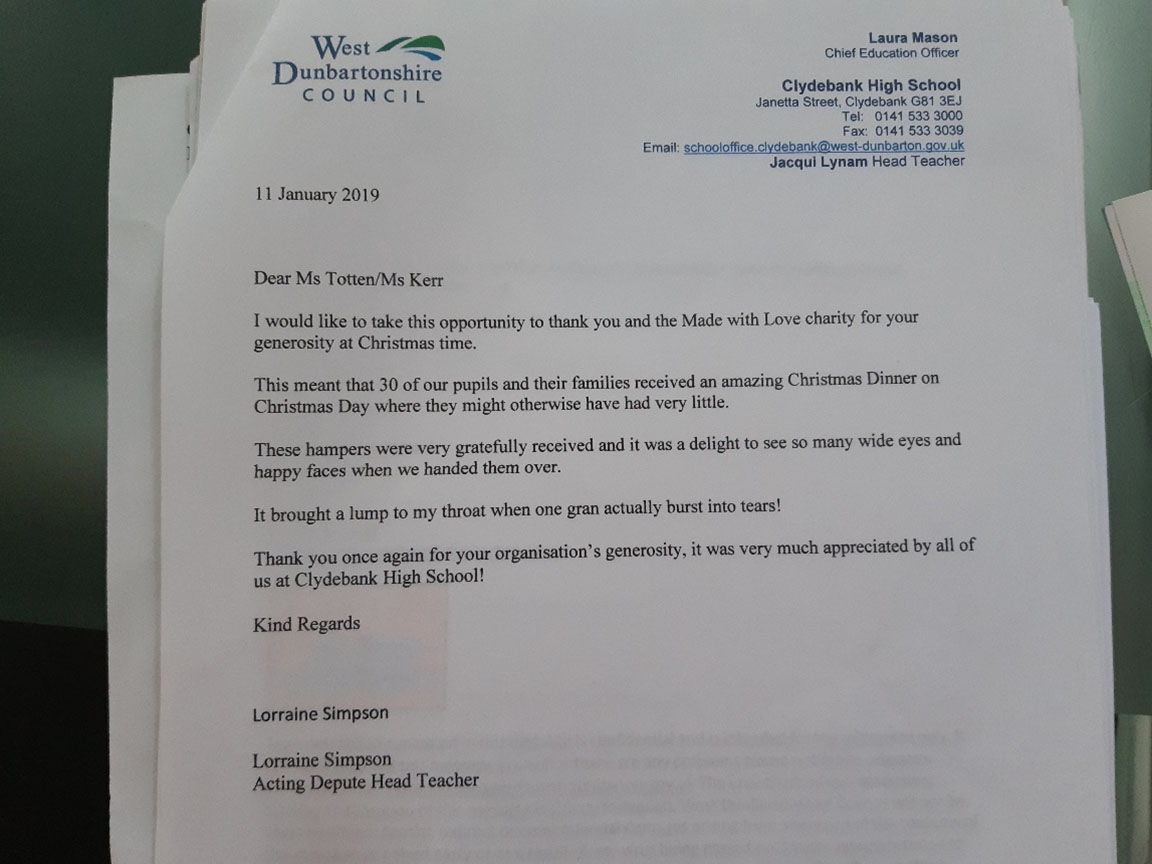 West
Dunbartonshire
COUNCIL
Laura Mason
Chief Education Officer
Clydebank High School
Janetta Street, Clydebank G81 3EJ
Tel: 0141 533 3000
Fax: 0141 533 3039
Email: schooloffice.clydebank@west-dunbarton.gov.uk
Jacqui Lynam Head Teacher
11 January 2019
Dear Ms Totten/Ms Kerr
I would like to take this opportunity to thank you and the Made with Love charity for your
generosity at Christmas time.
This meant that 30 of our pupils and their families received an amazing Christmas Dinner on
Christmas Day where they might otherwise have had very little.
These hampers were very gratefully received and it was a delight to see so many wide eyes and
happy faces when we handed them over.
It brought a lump to my throat when one gran actually burst into tears!
Thank you once again for your organisation's generosity, it was very much appreciated by all of
us at Clydebank High School!
Kind Regards
Lorraine Simpson
Lorraine Simpson
Acting Depute Head Teacher